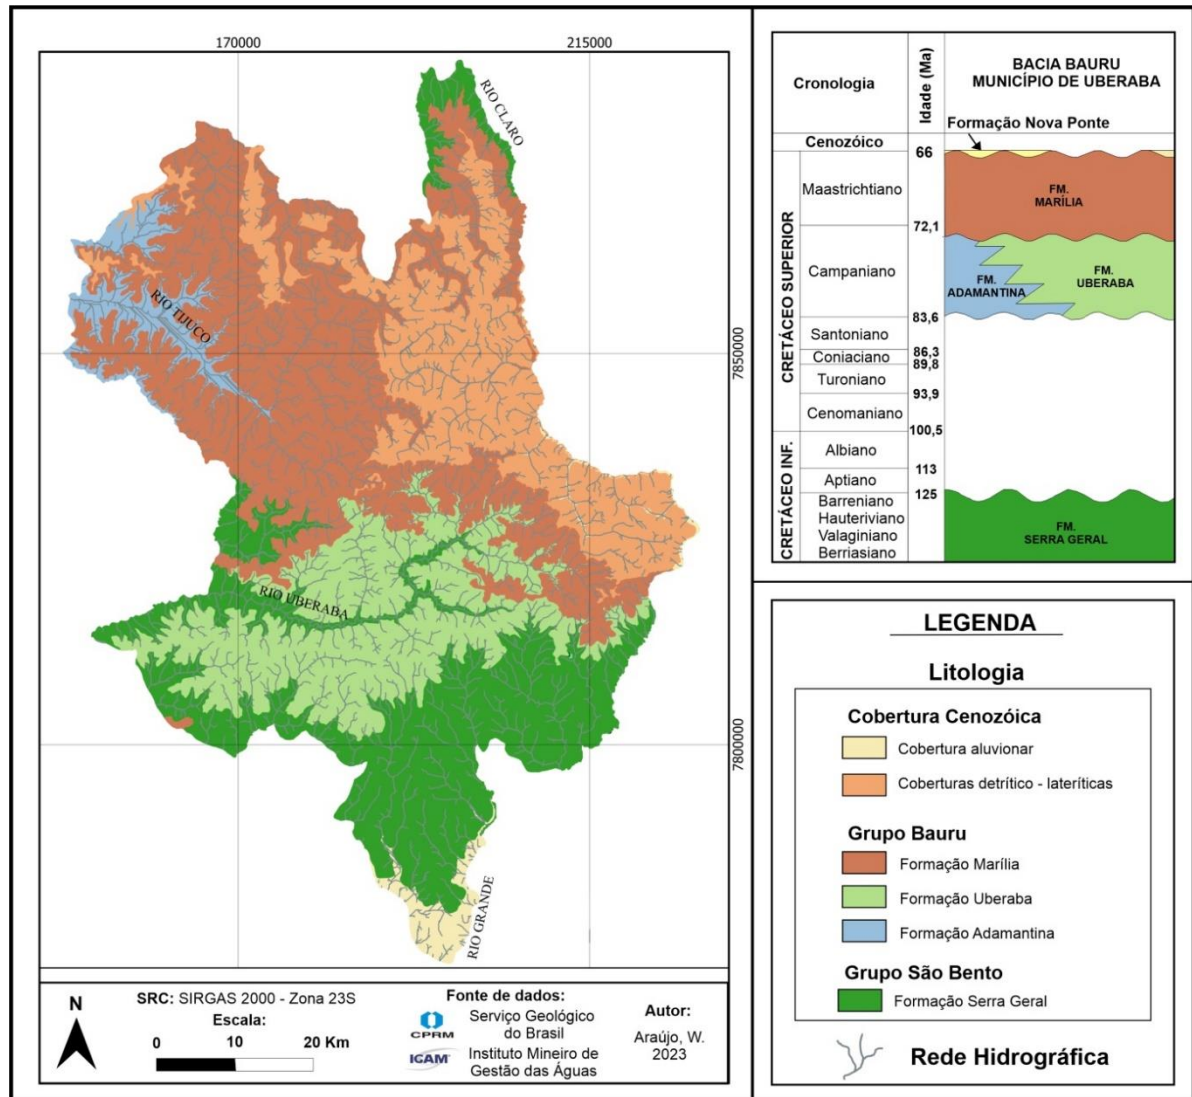 170000
215000
7850000
7800000
RIO CLARO
RIO TIJUCO
RIO UBERABA
RIO GRANDE
N
SRC: SIRGAS 2000 - Zona 23S
Escala:
0 10 20 Km
Fonte de dados:
CPRM
Serviço Geológico
do Brasil
IGAM
Instituto Mineiro de
Gestão das Águas
Autor:
Araújo, W.
2023
Cronologia
Idade (Ma)
BACIA BAURU
MUNICÍPIO DE UBERABA
Formação Nova Ponte
Cenozóico
66
CRETÁCEO SUPERIOR
Maastrichtiano
72,1
Campaniano
83,6
Santoniano
86,3
Coniaciano
89,8
Turoniano
93,9
Cenomaniano
100,5
CRETÁCEO INF.
Albiano
113
Aptiano
125
Barreniano
Hauteriviano
Valaginiano
Berriasiano
FM.
MARÍLIA
FM.
ADAMANTINA
FM.
UBERABA
FM.
SERRA GERAL
LEGENDA
Litologia
Cobertura Cenozóica
Cobertura aluvionar
Coberturas detrítico - lateríticas
Grupo Bauru
Formação Marília
Formação Uberaba
Formação Adamantina
Grupo São Bento
Formação Serra Geral
Rede Hidrográfica